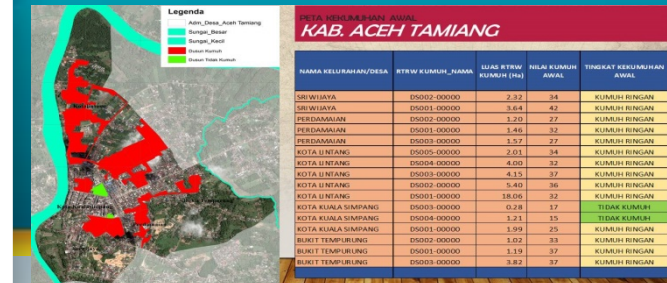 Legenda
Adm_Desa_Aceh Tamiang
Sungai_Besar
Sungai_Kecil
Dusun Kumuh
Dusun Tidak Kumuh
PETA KEKUMUHAN AWAL
KAB. ACEH TAMIANG
NAMA KELURAHAN/DESA RTRW KUMUH_NAMA LUAS RTRW KUMUH (Ha) NILAI KUMUH AWAL TINGKAT KEKUMUHAN AWAL
SRIWIJAYA DS002-00000 2.32 34 KUMUH RINGAN
SRIWIJAYA DS001-00000 3.64 42 KUMUH RINGAN
PERDAMAIAN DS002-00000 1.20 27 KUMUH RINGAN
PERDAMAIAN DS001-00000 1.46 32 KUMUH RINGAN
PERDAMAIAN DS003-00000 1.57 27 KUMUH RINGAN
KOTA LINTANG DS005-00000 2.01 34 KUMUH RINGAN
KOTA LINTANG DS004-00000 4.00 32 KUMUH RINGAN
KOTA LINTANG DS003-00000 4.15 37 KUMUH RINGAN
KOTA LINTANG DS002-00000 5.40 36 KUMUH RINGAN
KOTA LINTANG DS001-00000 18.06 32 KUMUH RINGAN
KOTA KUALA SIMPANG DS003-00000 0.28 17 TIDAK KUMUH
KOTA KUALA SIMPANG DS004-00000 1.21 15 TIDAK KUMUH
KOTA KUALA SIMPANG DS001-00000 1.99 25 KUMUH RINGAN
BUKIT TEMPURUNG DS002-00000 1.02 33 KUMUH RINGAN
BUKIT TEMPURUNG DS001-00000 1.19 37 KUMUH RINGAN
BUKIT TEMPURUNG DS003-00000 3.82 37 KUMUH RINGAN